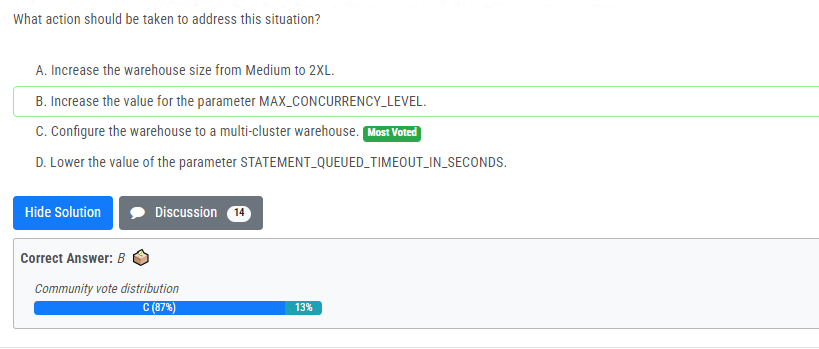 What action should be taken to address this situation?
A. Increase the warehouse size from Medium to 2XL.
B. Increase the value for the parameter MAX_CONCURRENCY_LEVEL.
C. Configure the warehouse to a multi-cluster warehouse. Most Voted
D. Lower the value of the parameter STATEMENT_QUEUED_TIMEOUT_IN_SECONDS.
Hide Solution Discussion 14
Correct Answer: B
Community vote distribution
C (87%) 13%